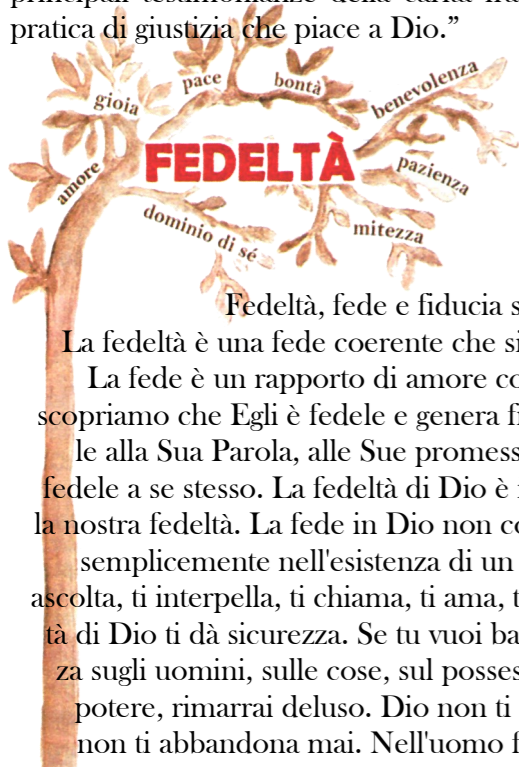 pratica di giustizia che piace a Dio.”
pace
bontà
benevolenza
gioia
FEDELTÀ
pazienza
amore
dominio di sé
mitezza
Fedeltà, fede e fiducia s
La fedeltà è una fede coerente che si
La fede è un rapporto di amore co
scopriamo che Egli è fedele e genera fi
le alla Sua Parola, alle Sue promess
fedele a se stesso. La fedeltà di Dio è
la nostra fedeltà. La fede in Dio non co
semplicemente nell'esistenza di un
ascolta, ti interpella, ti chiama, ti ama, t
tà di Dio ti dà sicurezza. Se tu vuoi ba
za sugli uomini, sulle cose, sul posses
potere, rimarrai deluso. Dio non ti
non ti abbandona mai. Nell'uomo f